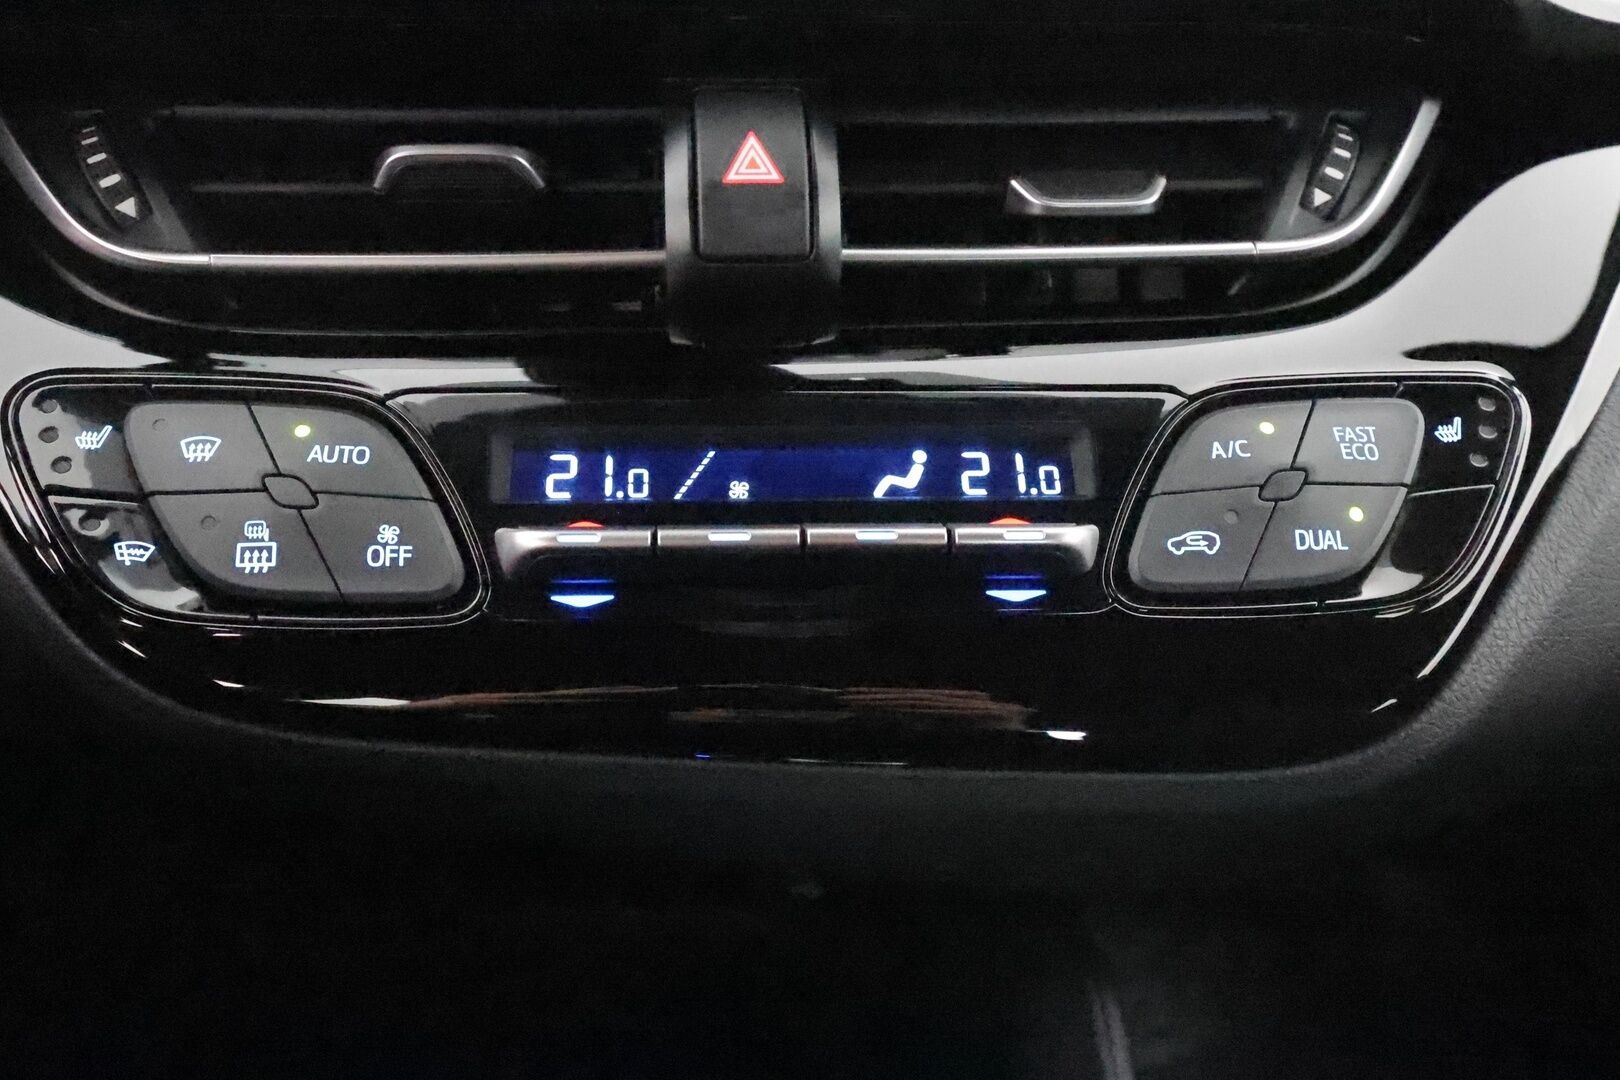 AUTO
OFF
21.0
21.0
A/C
FAST
ECO
DUAL